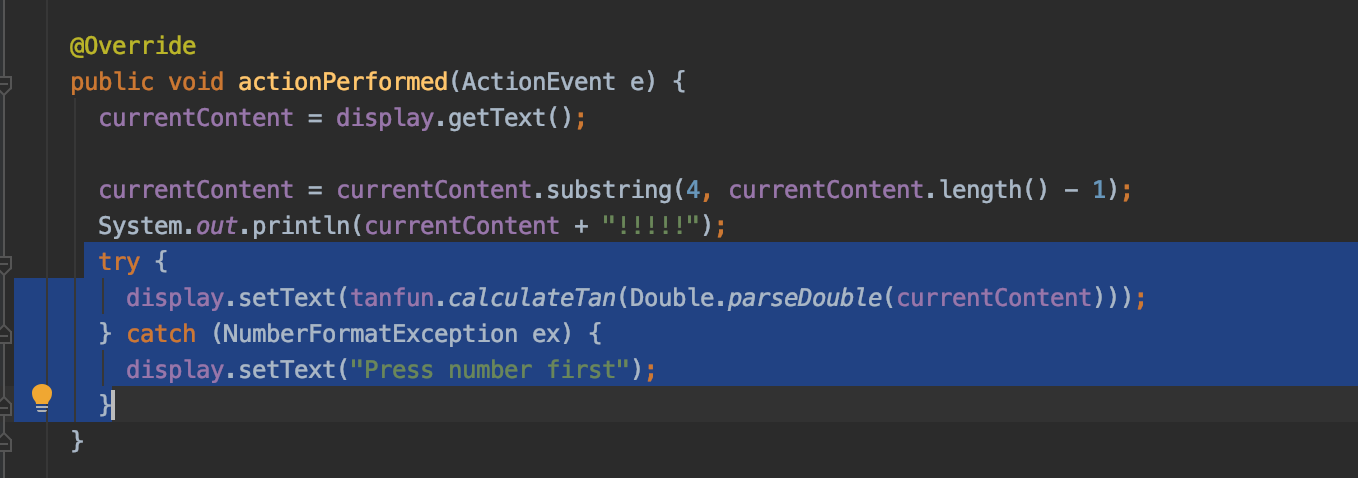 @Override
public void actionPerformed(ActionEvent e) {
currentContent = display.getText();
currentContent = currentContent.substring(4, currentContent.length() - 1);
System.out.println(currentContent + "!!!!!");
try {
display.setText(tanfun.calculateTan(Double.parseDouble(currentContent)));
} catch (NumberFormatException ex) {
display.setText("Press number first");
}
}